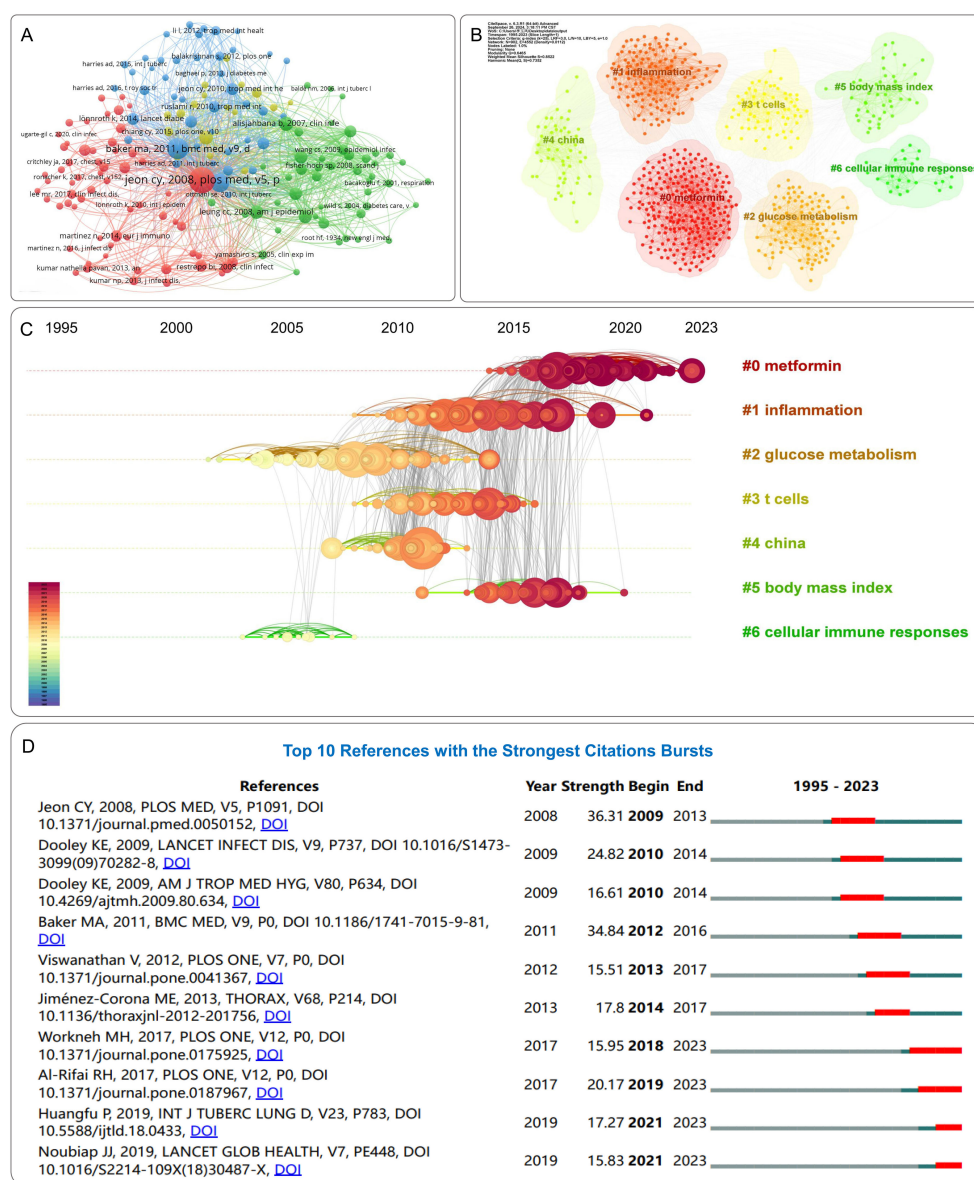 A
li l, 2012, trop med int healt
balakrishnan s, 2012, plos one
harries ad, 2015, int j tuberc
baghaei p, 2013, j diabetes me
harries ad, 2016, t roy soc tr
jeon cy, 2010, trop med int he
balde nm, 2006, int j tuberc l
ruslami r, 2010, trop med int
lönnroth k, 2014, lancet diabe
alisjahbana b, 2007, clin infe
ugarte-gil c, 2020, clin infec
chiang cy, 2015, plos one, v10
wang cs, 2009, epidemiol infec
baker ma, 2011, bmc med, v9, d
critchley ja, 2017, chest, v15
harries ad, 2011, int j tuberc
fisher-hoch sp, 2008, scand
ronacher k, 2017, chest, v152,
jeon cy, 2008, plos med, v5, p
bacakoglu f, 2001, respiration
lee mr, 2017, clin infect dis,
ottmani se, 2010, int j tuberc
wild s, 2004, diabetes care, v
lonnroth k, 2010, int j epidem
leung cc, 2008, am j epidemiol
martinez n, 2014, eur j immuno
root hf, 1934, new engl j med,
martinez n, 2016, j infect dis
yamashiro s, 2005, clin exp im
kumar nathella pavan, 2013, an
restrepo bi, 2008, clin infect
kumar np, 2013, j infect dis,
B
#1 inflammation
#3 t cells
#5 body mass index
#4 china
#6 cellular immune responses
#0 metformin
#2 glucose metabolism
C
1995 2000 2005 2010 2015 2020 2023
#0 metformin
#1 inflammation
#2 glucose metabolism
#3 t cells
#4 china
#5 body mass index
#6 cellular immune responses
D
Top 10 References with the Strongest Citations Bursts
References Year Strength Begin End 1995 - 2023
Jeon CY, 2008, PLOS MED, V5, P1091, DOI
10.1371/journal.pmed.0050152, DOI 2008 36.31 2009 2013
Dooley KE, 2009, LANCET INFECT DIS, V9, P737, DOI 10.1016/S1473-
3099(09)70282-8, DOI 2009 24.82 2010 2014
Dooley KE, 2009, AM J TROP MED HYG, V80, P634, DOI
10.4269/ajtmh.2009.80.634, DOI 2009 16.61 2010 2014
Baker MA, 2011, BMC MED, V9, P0, DOI 10.1186/1741-7015-9-81,
DOI 2011 34.84 2012 2016
Viswanathan V, 2012, PLOS ONE, V7, P0, DOI
10.1371/journal.pone.0041367, DOI 2012 15.51 2013 2017
Jiménez-Corona ME, 2013, THORAX, V68, P214, DOI
10.1136/thoraxjnl-2012-201756, DOI 2013 17.8 2014 2017
Workneh MH, 2017, PLOS ONE, V12, P0, DOI
10.1371/journal.pone.0175925, DOI 2017 15.95 2018 2023
Al-Rifai RH, 2017, PLOS ONE, V12, P0, DOI
10.1371/journal.pone.0187967, DOI 2017 20.17 2019 2023
Huangfu P, 2019, INT J TUBERC LUNG D, V23, P783, DOI
10.5588/ijtld.18.0433, DOI 2019 17.27 2021 2023
Noubiap JJ, 2019, LANCET GLOB HEALTH, V7, PE448, DOI
10.1016/S2214-109X(18)30487-X, DOI 2019 15.83 2021 2023